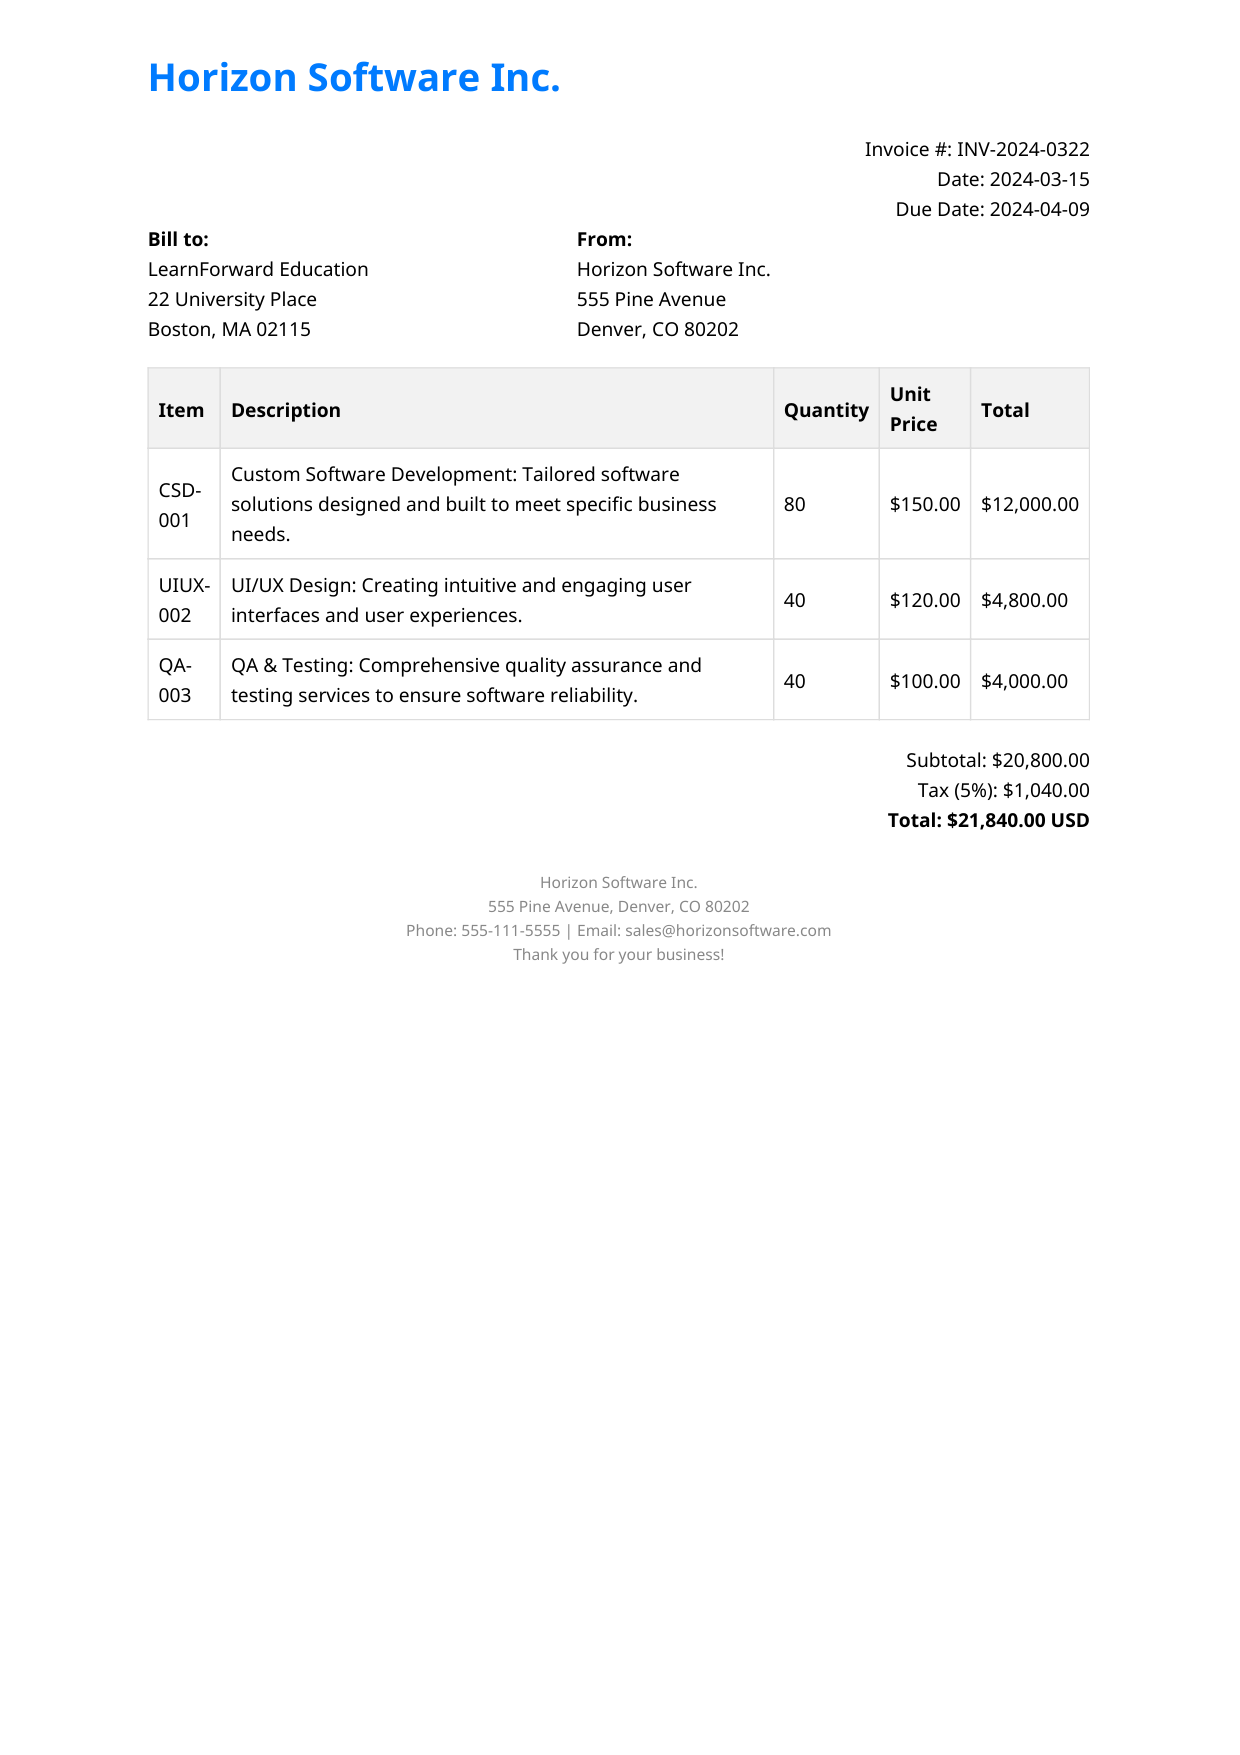 Horizon Software Inc.
Invoice #: INV-2024-0322
Date: 2024-03-15
Due Date: 2024-04-09
Bill to:
LearnForward Education
22 University Place
Boston, MA 02115
From:
Horizon Software Inc.
555 Pine Avenue
Denver, CO 80202
Item Description Quantity Unit Price Total
CSD-001 Custom Software Development: Tailored software
solutions designed and built to meet specific business
needs. 80 $150.00 $12,000.00
UIUX-002 UI/UX Design: Creating intuitive and engaging user
interfaces and user experiences. 40 $120.00 $4,800.00
QA-003 QA & Testing: Comprehensive quality assurance and
testing services to ensure software reliability. 40 $100.00 $4,000.00
Subtotal: $20,800.00
Tax (5%): $1,040.00
Total: $21,840.00 USD
Horizon Software Inc.
555 Pine Avenue, Denver, CO 80202
Phone: 555-111-5555 | Email: sales@horizonsoftware.com
Thank you for your business!